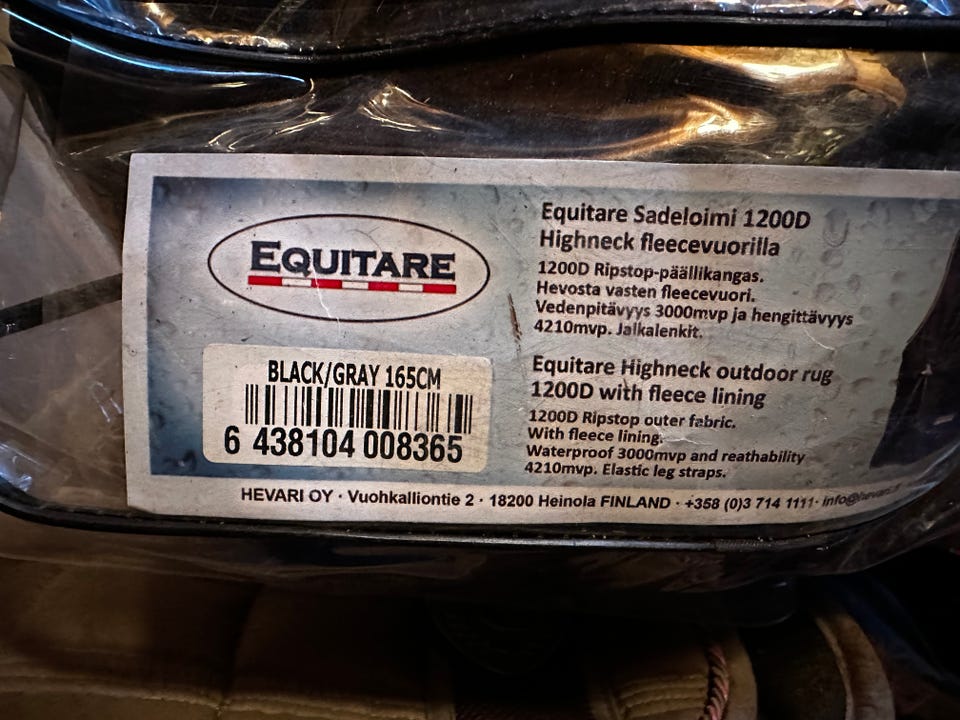 EQUITARE
BLACK/GRAY 165CM
6 438104 008365
Equitare Sadeloimi 1200D
Highneck fleecevuorilla
1200D Ripstop-päällikangas.
Hevosta vasten fleecevuori.
Vedenpitävyys 3000mvp ja hengittävyys
4210mvp. Jalkalenkit.
Equitare Highneck outdoor rug
1200D with fleece lining
1200D Ripstop outer fabric.
With fleece lining.
Waterproof 3000mvp and reathability
4210mvp. Elastic leg straps.
HEVARI OY · Vuohkalliontie 2 · 18200 Heinola FINLAND · +358 (0)3 714 1111 ·